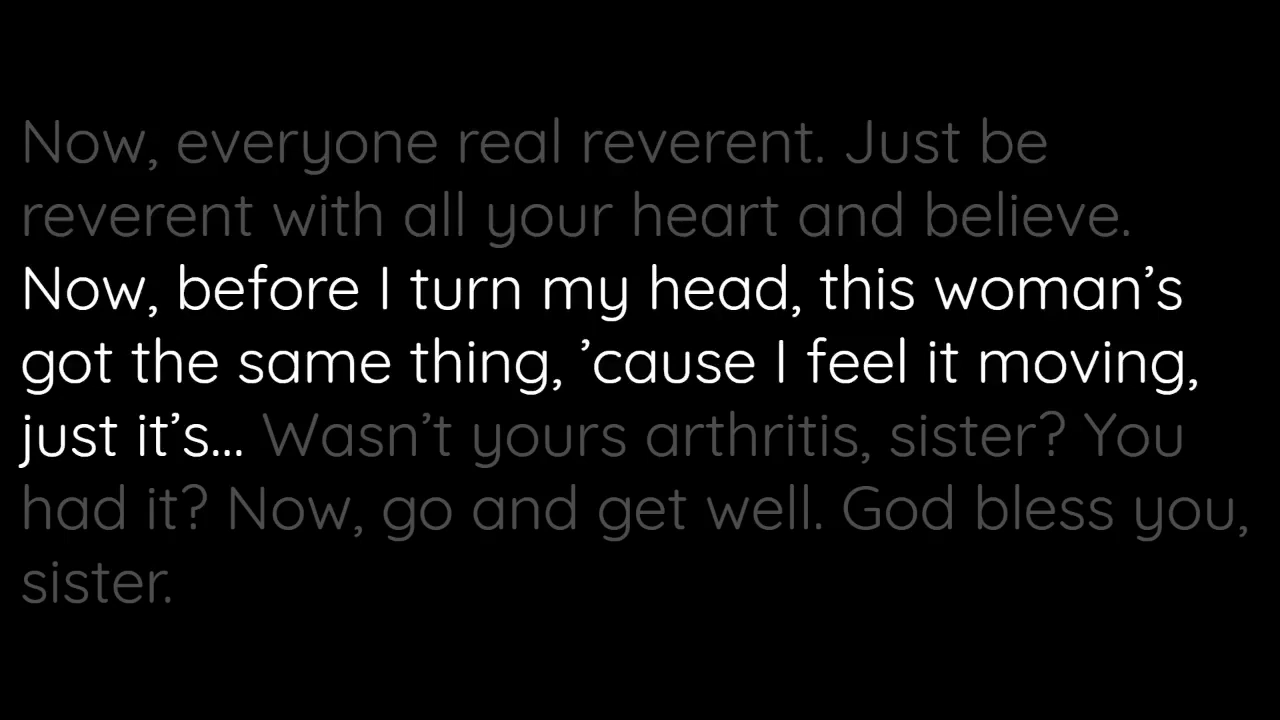 Now, everyone real reverent. Just be
reverent with all your heart and believe.
Now, before I turn my head, this woman’s
got the same thing, ’cause I feel it moving,
just it’s... Wasn’t yours arthritis, sister? You
had it? Now, go and get well. God bless you,
sister.